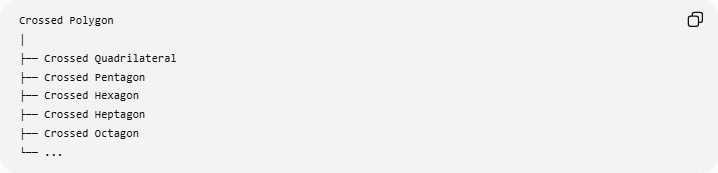 Crossed Polygon
│
├── Crossed Quadrilateral
├── Crossed Pentagon
├── Crossed Hexagon
├── Crossed Heptagon
├── Crossed Octagon
└── ...